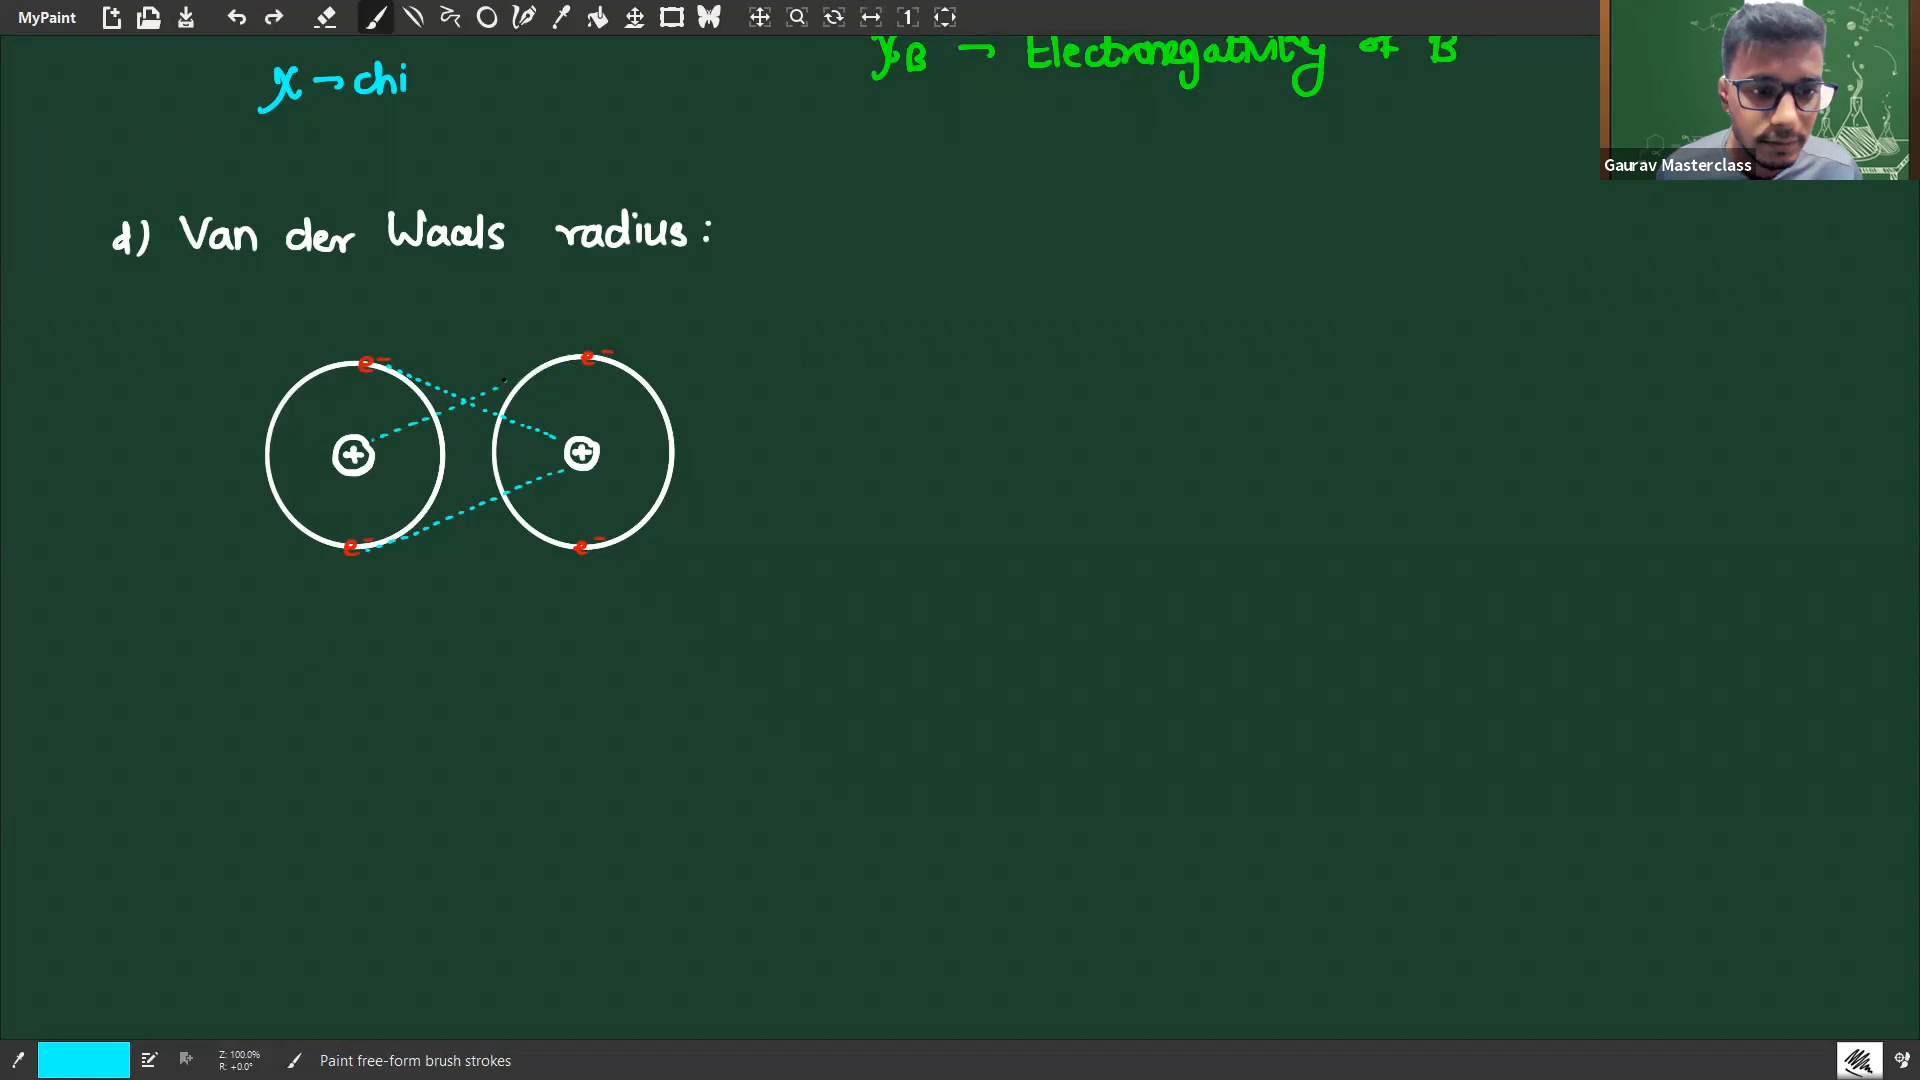 MyPaint
χB → Electronegativity of B
χ → chi
Gaurav Masterclass
d) Van der Waals radius :
e⁻ e⁻
+ +
e⁻ e⁻
Z: 100.0%
R: +0.0°
Paint free-form brush strokes